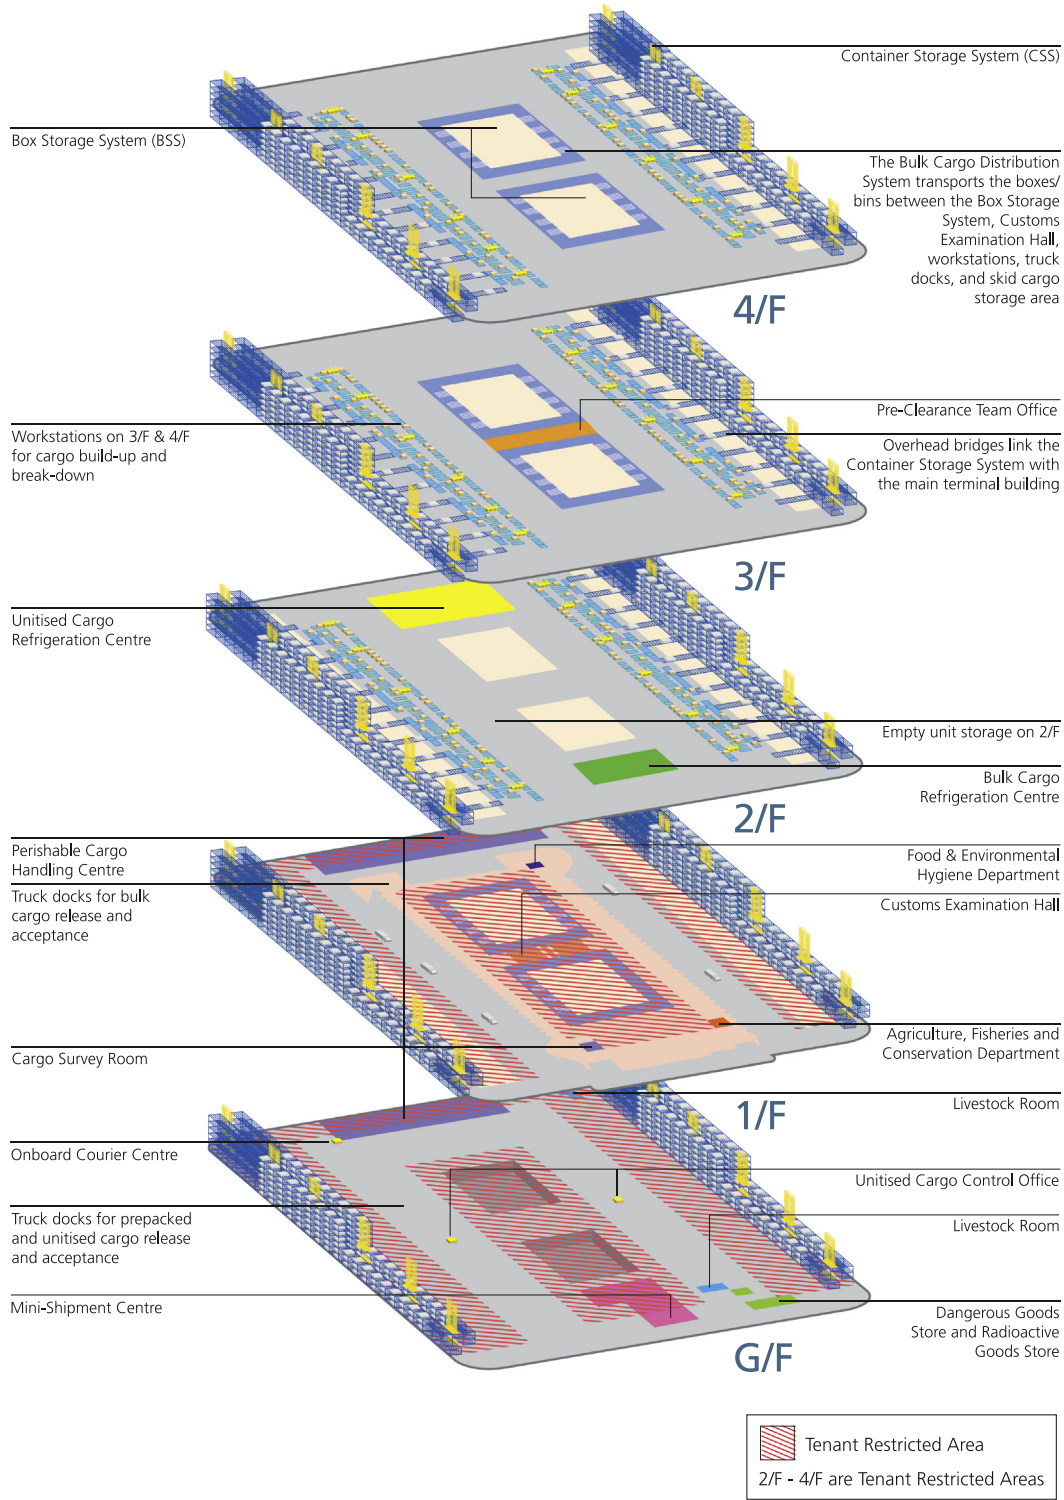 Container Storage System (CSS)
Box Storage System (BSS)
The Bulk Cargo Distribution
System transports the boxes/
bins between the Box Storage
System, Customs
Examination Hall,
workstations, truck
docks, and skid cargo
storage area
4/F
Pre-Clearance Team Office
Workstations on 3/F & 4/F
for cargo build-up and
break-down
Overhead bridges link the
Container Storage System with
the main terminal building
3/F
Unitised Cargo
Refrigeration Centre
Empty unit storage on 2/F
Bulk Cargo
Refrigeration Centre
2/F
Perishable Cargo
Handling Centre
Food & Environmental
Hygiene Department
Truck docks for bulk
cargo release and
acceptance
Customs Examination Hall
Cargo Survey Room
Agriculture, Fisheries and
Conservation Department
1/F
Livestock Room
Onboard Courier Centre
Unitised Cargo Control Office
Truck docks for prepacked
and unitised cargo release
and acceptance
Livestock Room
Mini-Shipment Centre
Dangerous Goods
Store and Radioactive
Goods Store
G/F
Tenant Restricted Area
2/F - 4/F are Tenant Restricted Areas